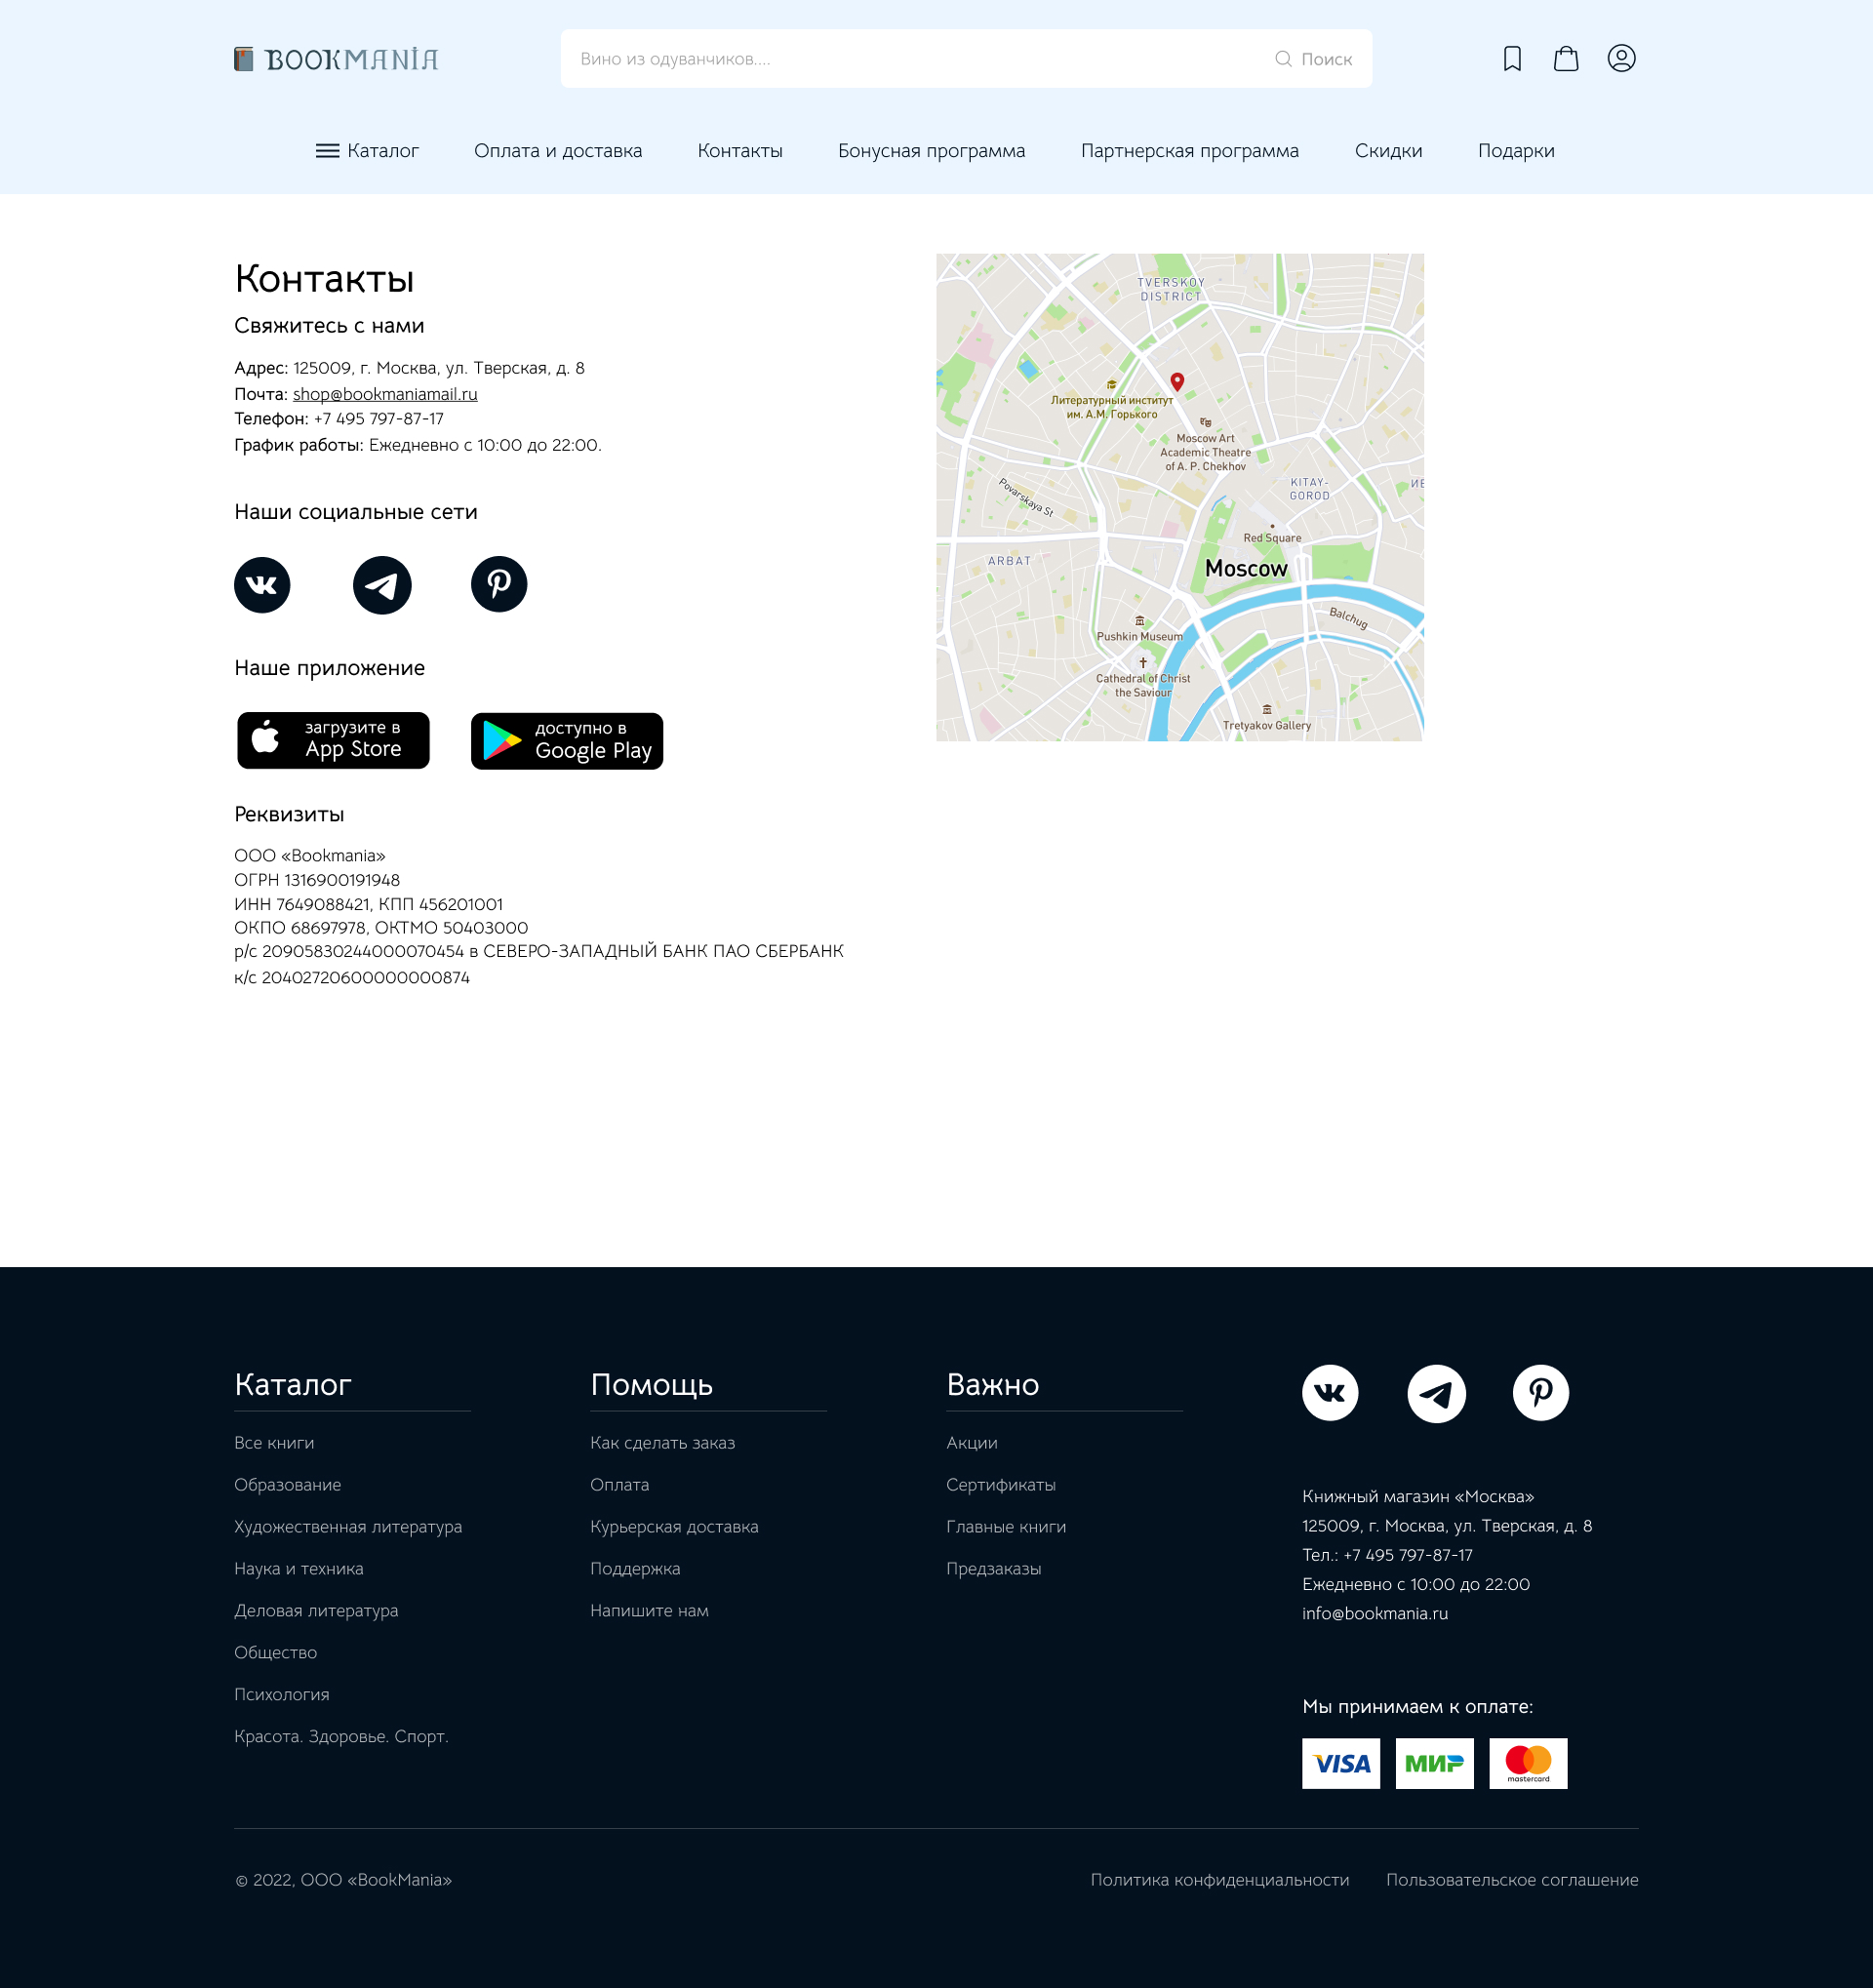 BOOKMANIA
Вино из одуванчиков....
Поиск
Каталог
Оплата и доставка
Контакты
Бонусная программа
Партнерская программа
Скидки
Подарки
Контакты
Свяжитесь с нами
Адрес: 125009, г. Москва, ул. Тверская, д. 8
Почта: shop@bookmaniamail.ru
Телефон: +7 495 797-87-17
График работы: Ежедневно с 10:00 до 22:00.
Наши социальные сети
Наше приложение
загрузите в
App Store
доступно в
Google Play
Реквизиты
ООО «Bookmania»
ОГРН 1316900191948
ИНН 7649088421, КПП 456201001
ОКПО 68697978, ОКТМО 50403000
р/с 20905830244000070454 в СЕВЕРО-ЗАПАДНЫЙ БАНК ПАО СБЕРБАНК
к/с 20402720600000000874
TVERSKOY
DISTRICT
Литературный институт
им. А.М. Горького
Moscow Art
Academic Theatre
of A. P. Chekhov
Povarskaya St
KITAY-
GOROD
Red Square
ARBAT
Moscow
Balchug
Pushkin Museum
Cathedral of Christ
the Saviour
Tretyakov Gallery
Каталог
Все книги
Образование
Художественная литература
Наука и техника
Деловая литература
Общество
Психология
Красота. Здоровье. Спорт.
Помощь
Как сделать заказ
Оплата
Курьерская доставка
Поддержка
Напишите нам
Важно
Акции
Сертификаты
Главные книги
Предзаказы
Книжный магазин «Москва»
125009, г. Москва, ул. Тверская, д. 8
Тел.: +7 495 797-87-17
Ежедневно с 10:00 до 22:00
info@bookmania.ru
Мы принимаем к оплате:
VISA
МИР
mastercard
© 2022, ООО «BookMania»
Политика конфиденциальности
Пользовательское соглашение